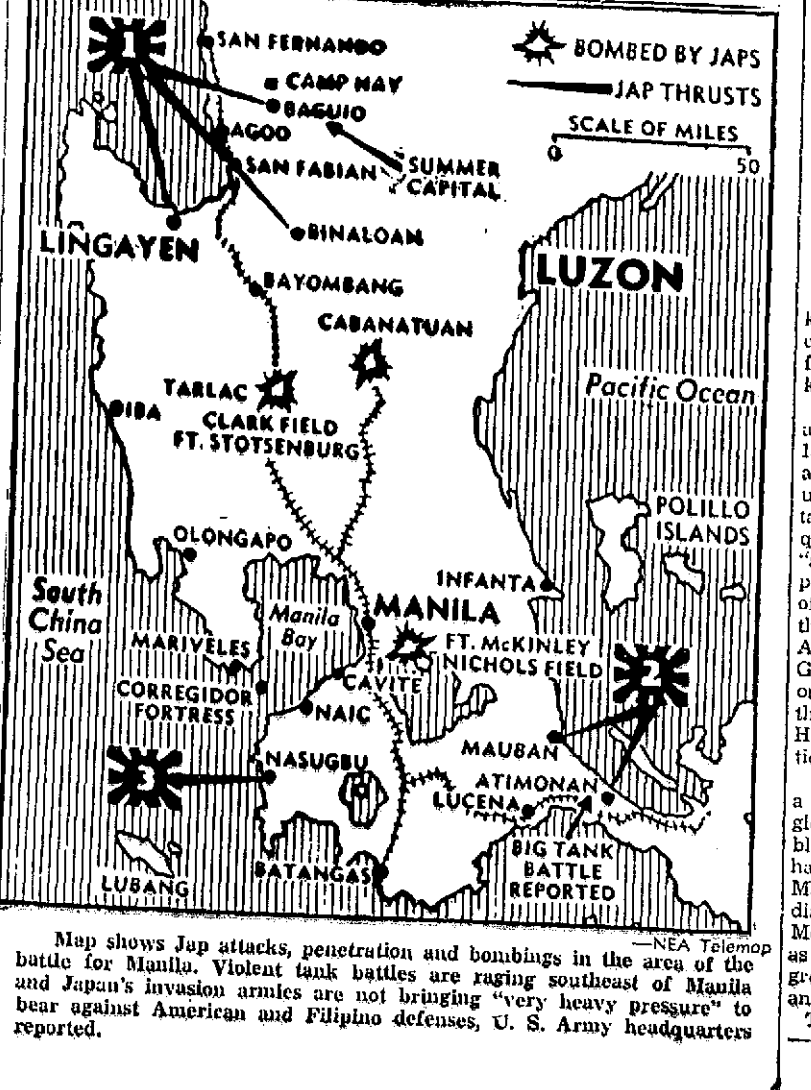 1
SAN FERNANDO
BOMBED BY JAPS
CAMP HAY
JAP THRUSTS
BAGUIO
SCALE OF MILES
0 50
AGOO
SAN FABIAN
SUMMER
CAPITAL
BINALOAN
LINGAYEN
LUZON
BAYOMBANG
CABANATUAN
TARLAC
Pacific Ocean
IBA
CLARK FIELD
FT. STOTSENBURG
POLILLO
ISLANDS
OLONGAPO
INFANTA
South
China
Sea
Manila
Bay
MANILA
MARIVELES
FT. McKINLEY
NICHOLS FIELD
2
CORREGIDOR
FORTRESS
CAVITE
NAIC
MAUBAN
3
NASUGBU
ATIMONAN
LUCENA
BIG TANK
BATTLE
REPORTED
BATANGAS
LUBANG
—NEA Telemap
Map shows Jap attacks, penetration and bombings in the area of the
battle for Manila. Violent tank battles are raging southeast of Manila
and Japan's invasion armies are not bringing "very heavy pressure" to
bear against American and Filipino defenses, U. S. Army headquarters
reported.